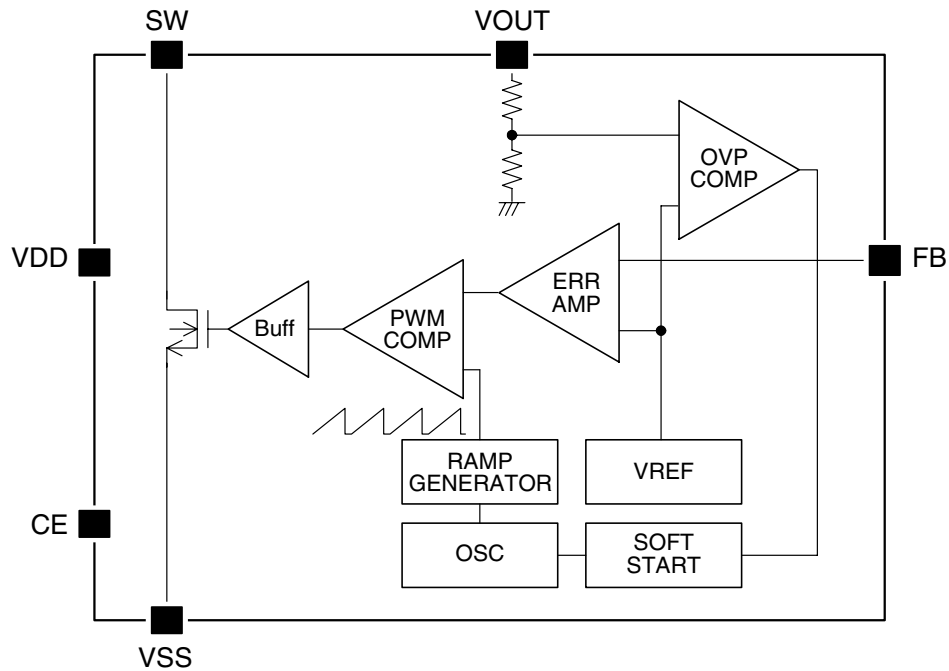 SW
VOUT
OVP
COMP
VDD
FB
ERR
AMP
Buff
PWM
COMP
RAMP
GENERATOR
VREF
CE
OSC
SOFT
START
VSS